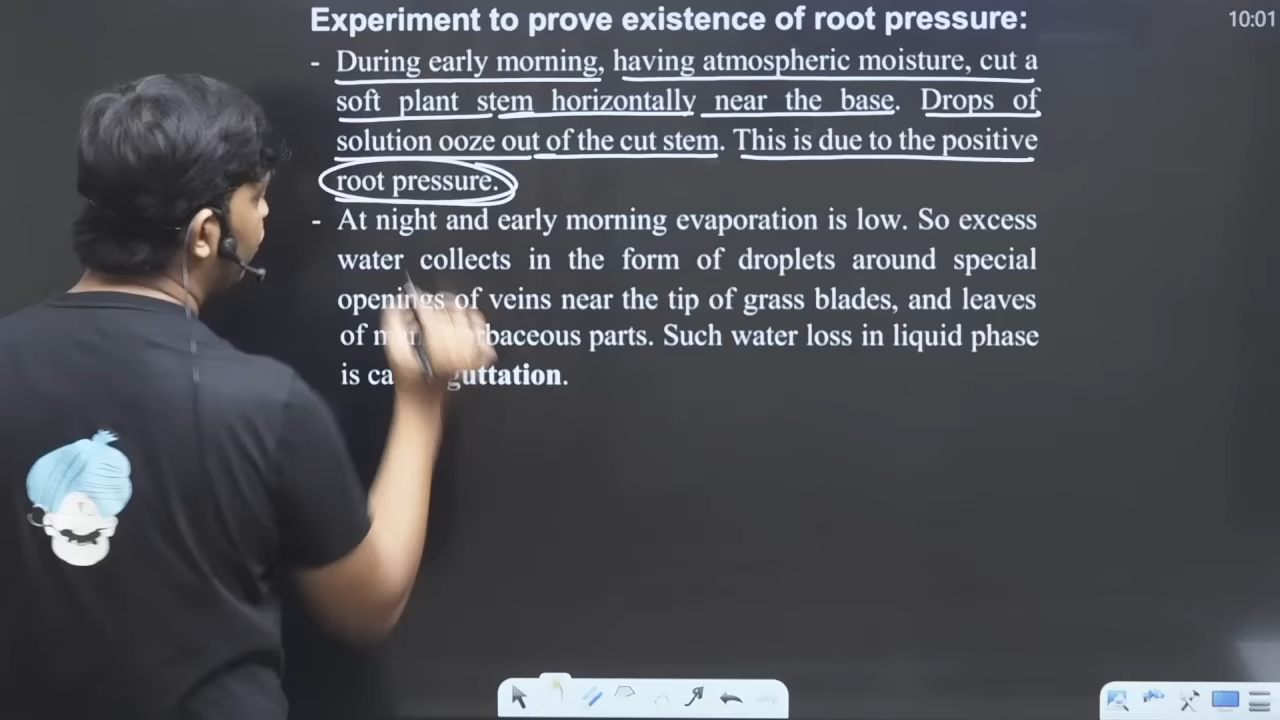 Experiment to prove existence of root pressure:
10:01
- During early morning, having atmospheric moisture, cut a
soft plant stem horizontally near the base. Drops of
solution ooze out of the cut stem. This is due to the positive
root pressure.
- At night and early morning evaporation is low. So excess
water collects in the form of droplets around special
openings of veins near the tip of grass blades, and leaves
of parts. Such water loss in liquid phase
is guttation.